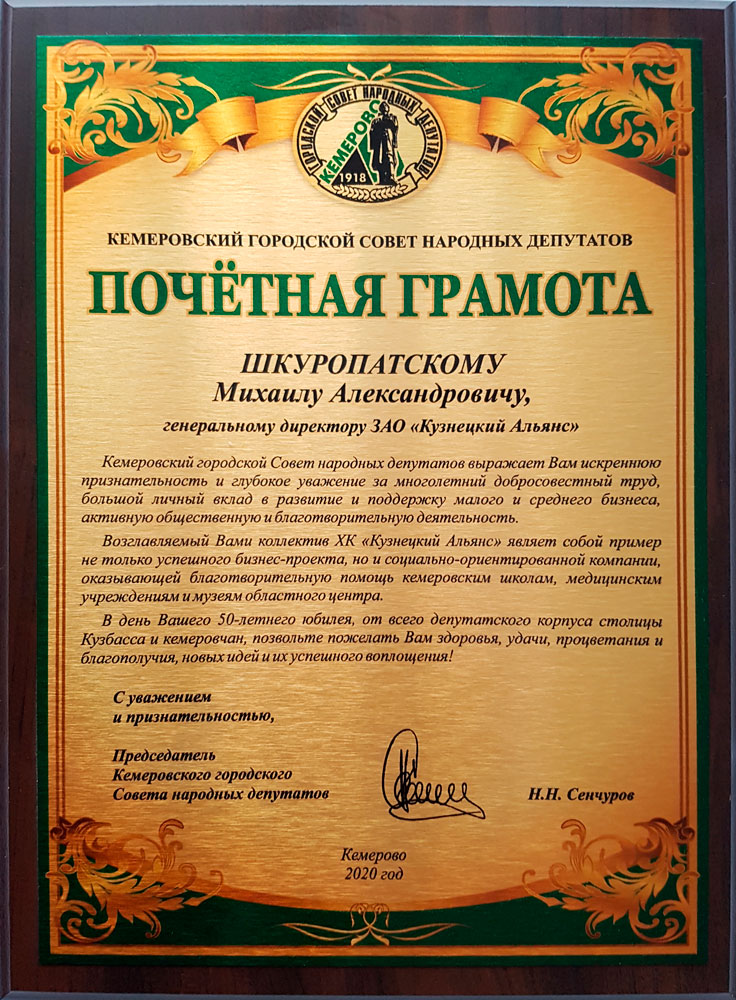 ГОРОДСКОЙ СОВЕТ НАРОДНЫХ ДЕПУТАТОВ
КЕМЕРОВО
1918
КЕМЕРОВСКИЙ ГОРОДСКОЙ СОВЕТ НАРОДНЫХ ДЕПУТАТОВ
ПОЧЁТНАЯ ГРАМОТА
ШКУРОПАТСКОМУ
Михаилу Александровичу,
генеральному директору ЗАО «Кузнецкий Альянс»
Кемеровский городской Совет народных депутатов выражает Вам искреннюю
признательность и глубокое уважение за многолетний добросовестный труд,
большой личный вклад в развитие и поддержку малого и среднего бизнеса,
активную общественную и благотворительную деятельность.
Возглавляемый Вами коллектив ХК «Кузнецкий Альянс» являет собой пример
не только успешного бизнес-проекта, но и социально-ориентированной компании,
оказывающей благотворительную помощь кемеровским школам, медицинским
учреждениям и музеям областного центра.
В день Вашего 50-летнего юбилея, от всего депутатского корпуса столицы
Кузбасса и кемеровчан, позвольте пожелать Вам здоровья, удачи, процветания и
благополучия, новых идей и их успешного воплощения!
С уважением
и признательностью,
Председатель
Кемеровского городского
Совета народных депутатов
Н.Н. Сенчуров
Кемерово
2020 год